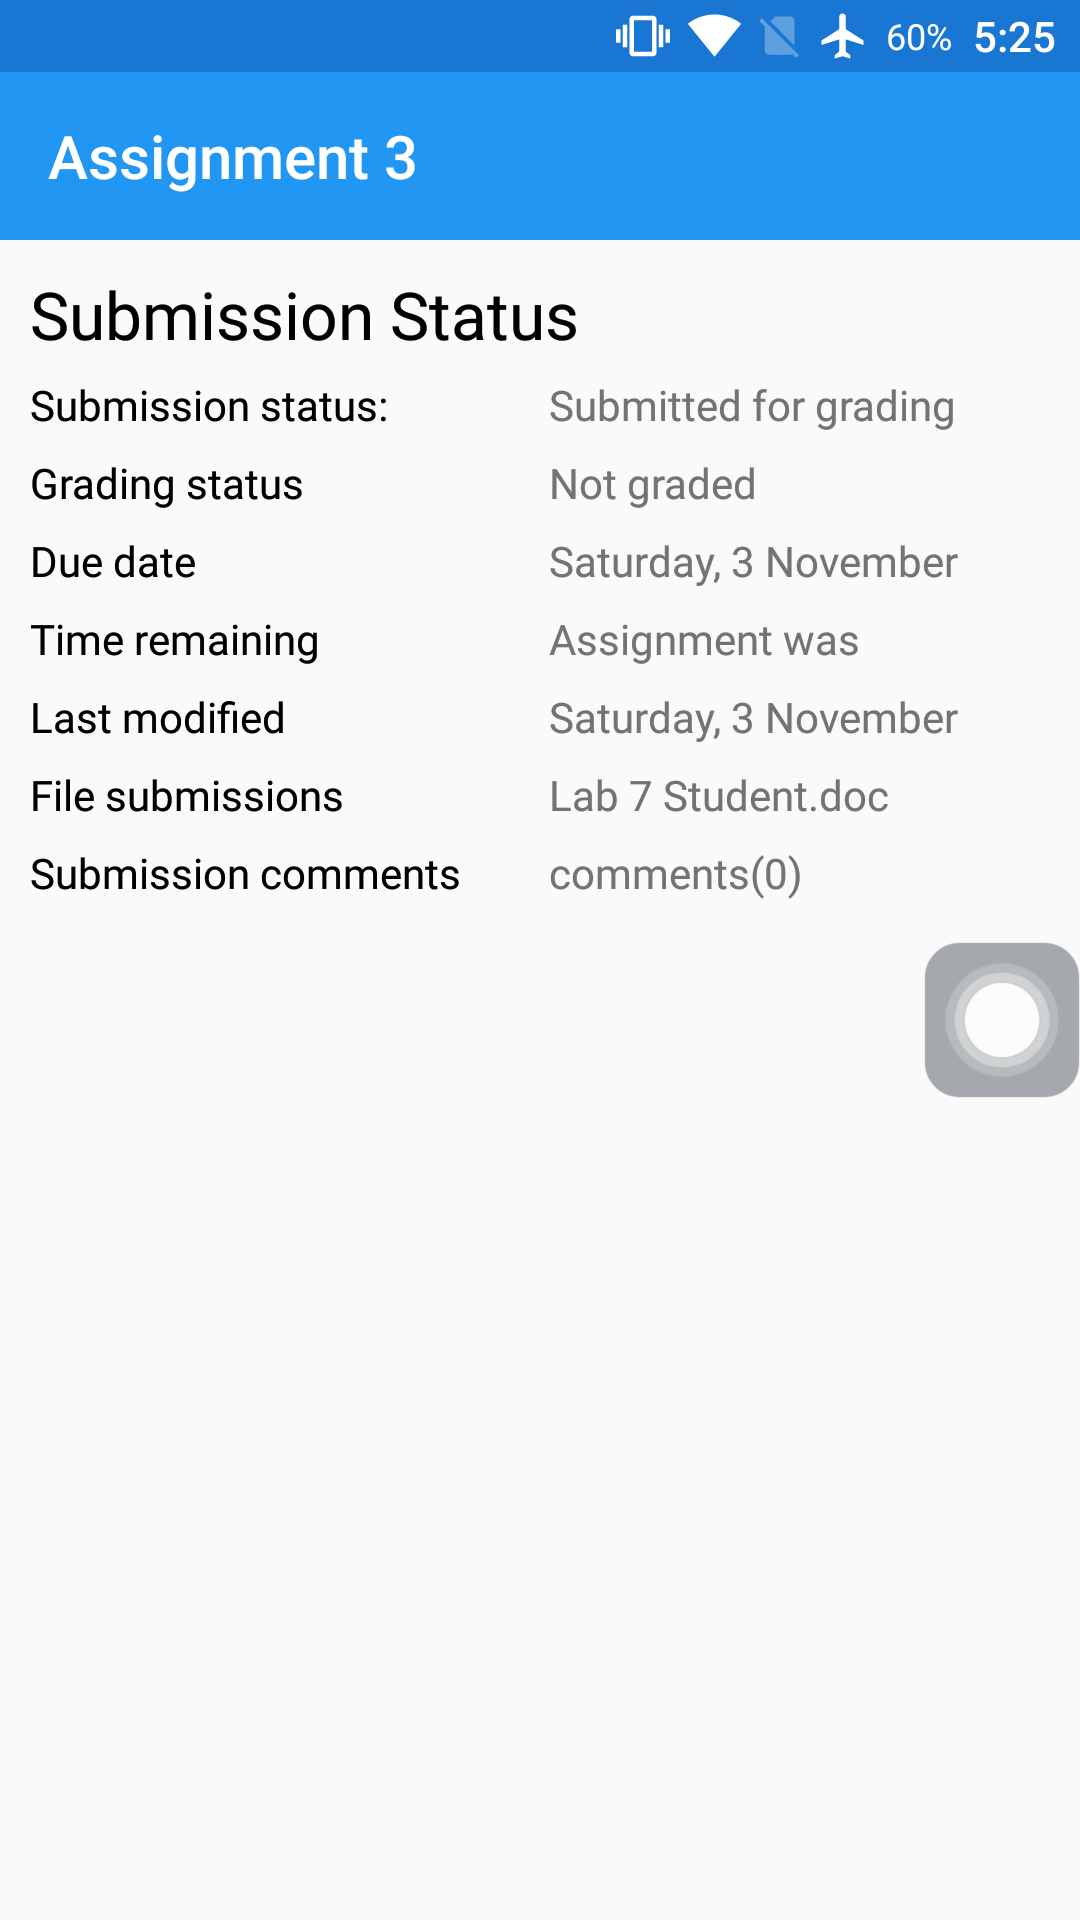 60% 5:25
Assignment 3
Submission Status
Submission status: Submitted for grading
Grading status Not graded
Due date Saturday, 3 November
Time remaining Assignment was
Last modified Saturday, 3 November
File submissions Lab 7 Student.doc
Submission comments comments(0)